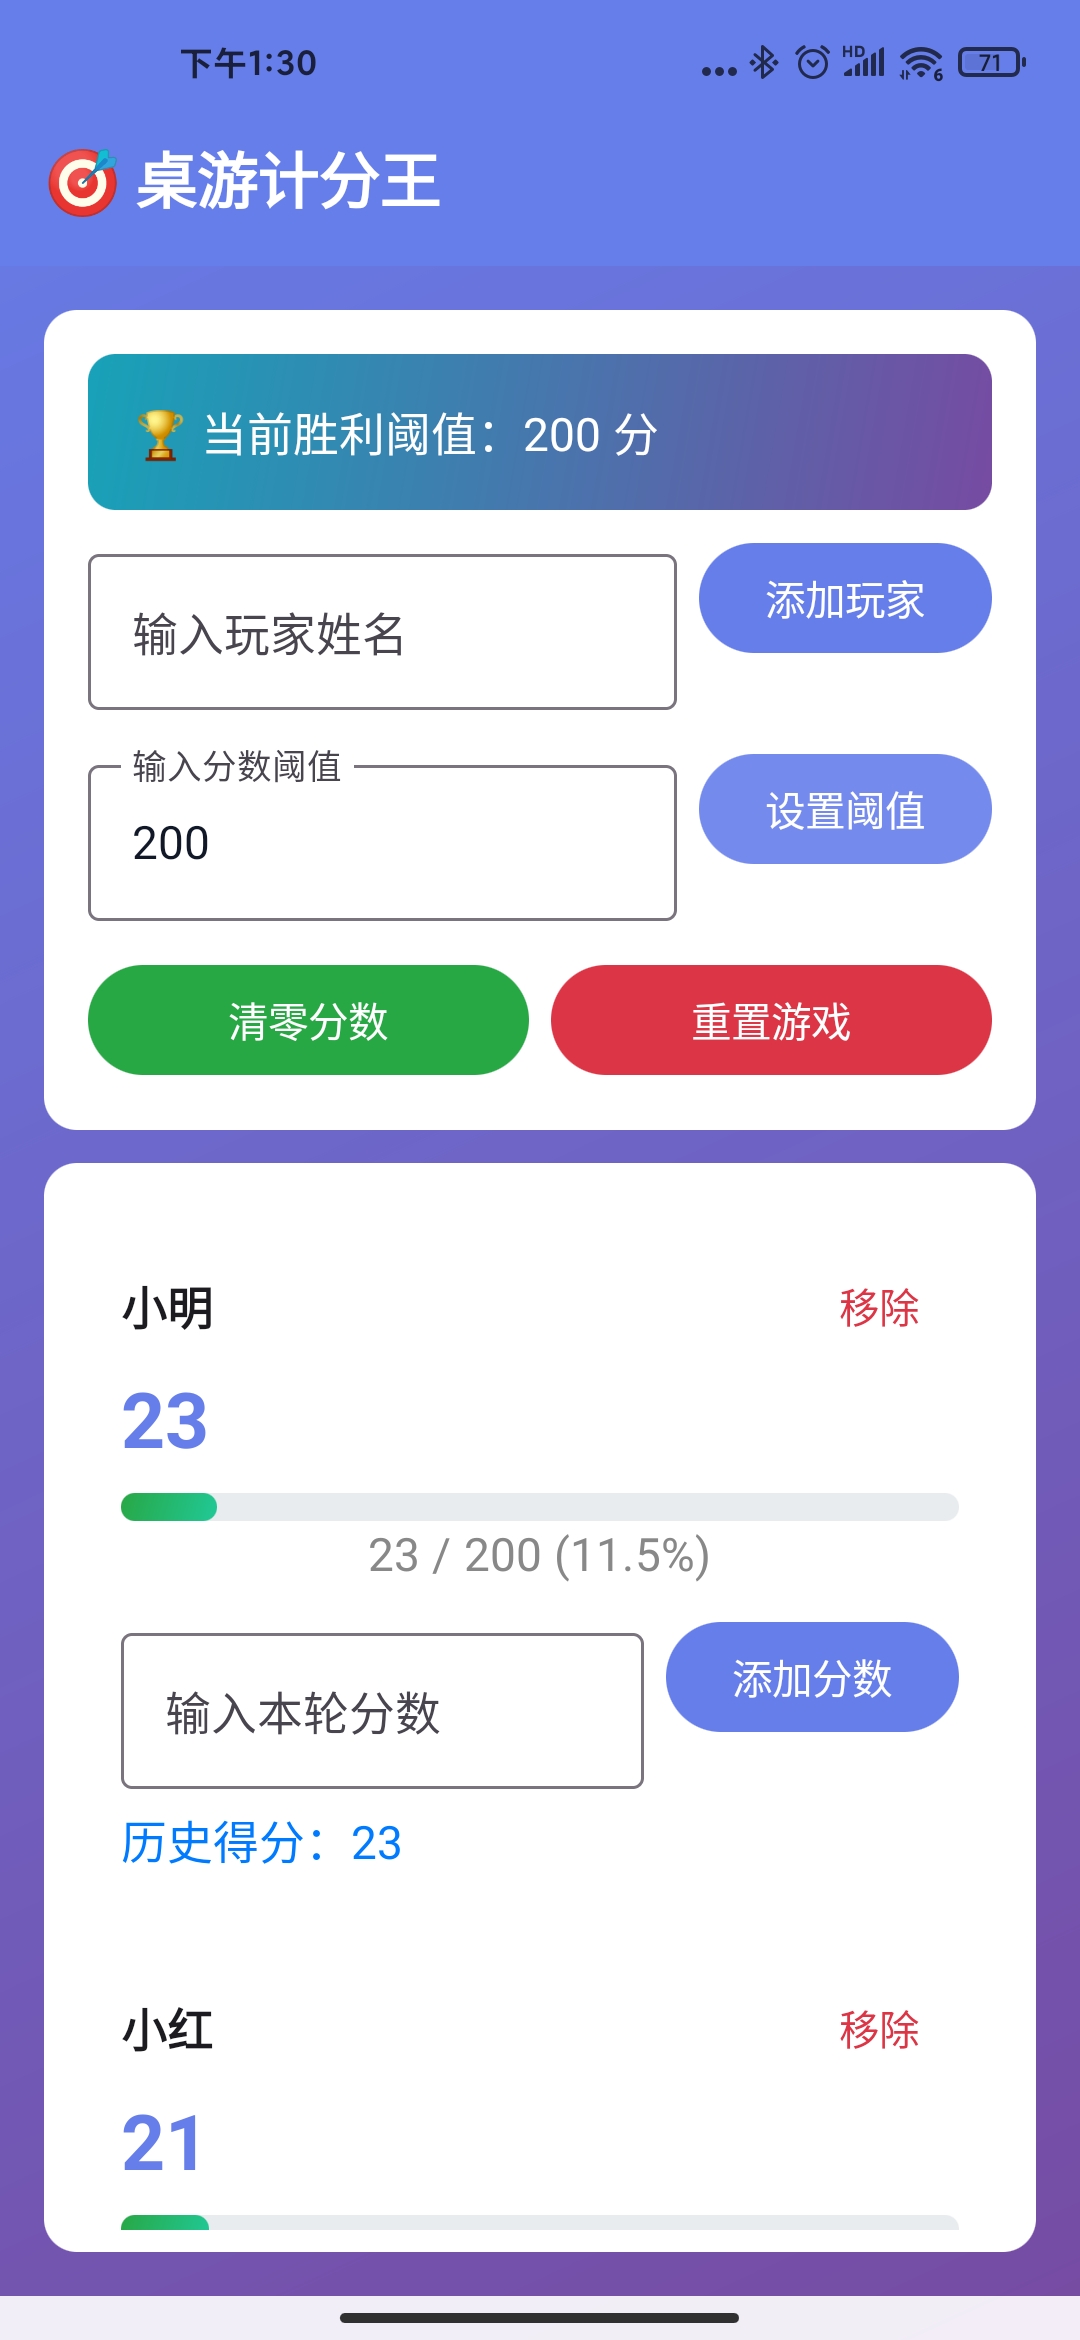 下午1:30
HD
6
71
桌游计分王
当前胜利阈值：200 分
输入玩家姓名
添加玩家
输入分数阈值
200
设置阈值
清零分数
重置游戏
小明
移除
23
23 / 200 (11.5%)
输入本轮分数
添加分数
历史得分：23
小红
移除
21